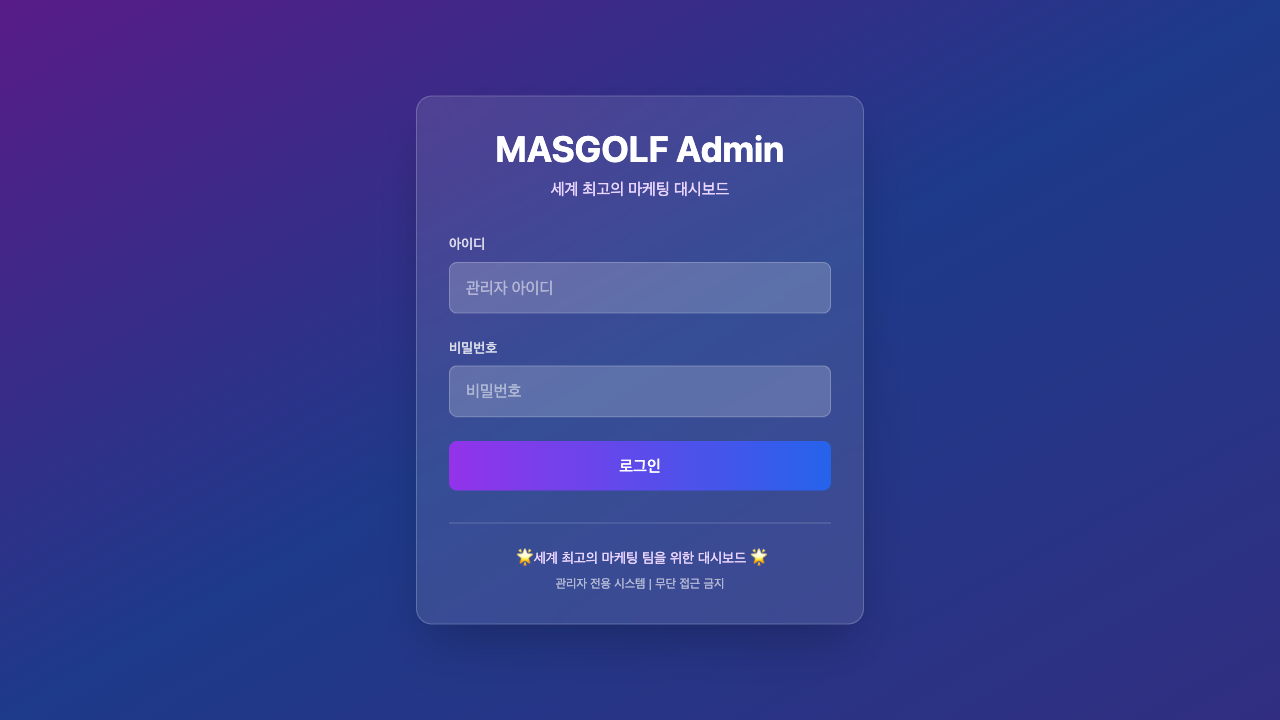 MASGOLF Admin
세계 최고의 마케팅 대시보드
아이디
관리자 아이디
비밀번호
비밀번호
로그인
🌟세계 최고의 마케팅 팀을 위한 대시보드 🌟
관리자 전용 시스템 | 무단 접근 금지